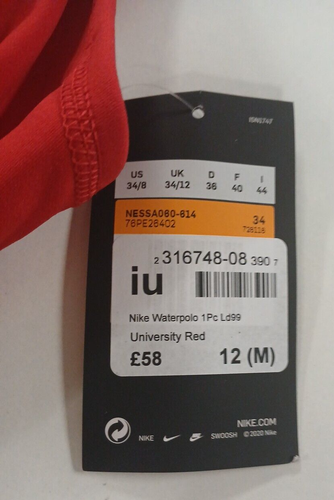 US UK D F I
34/8 34/12 36 40 44
NESSA060-614 34
76PE26402 726116
2 316748-08 390 7
iu
Nike Waterpolo 1Pc Ld99
University Red
£58 12 (M)
NIKE.COM
NIKE SWOOSH © 2020 Nike